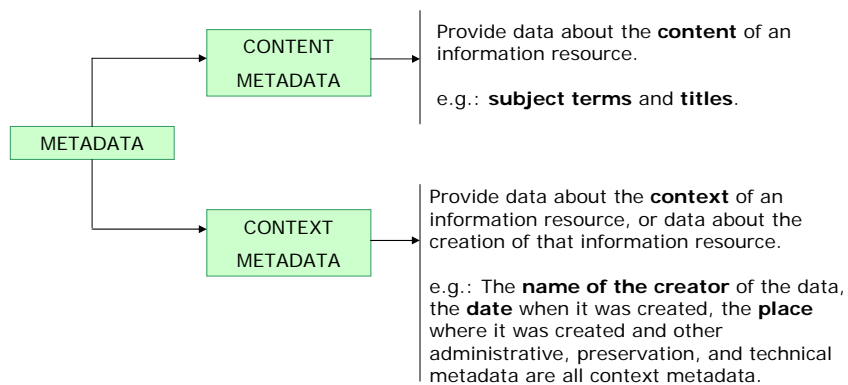 CONTENT
METADATA
Provide data about the content of an
information resource.
e.g.: subject terms and titles.
METADATA
CONTEXT
METADATA
Provide data about the context of an
information resource, or data about the
creation of that information resource.
e.g.: The name of the creator of the data,
the date when it was created, the place
where it was created and other
administrative, preservation, and technical
metadata are all context metadata.